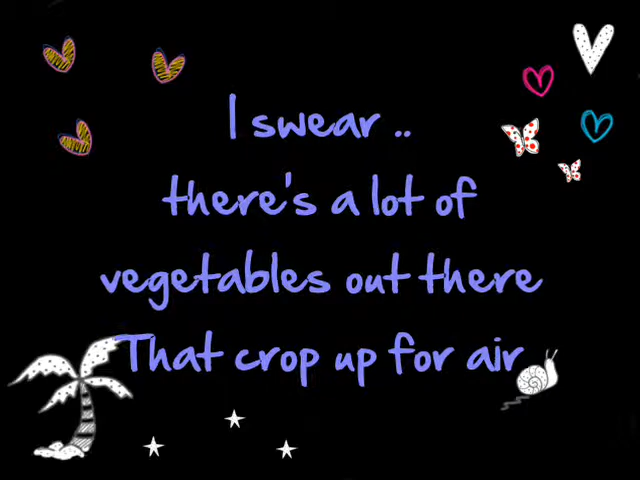 I swear ..
there's a lot of
vegetables out there
That crop up for air